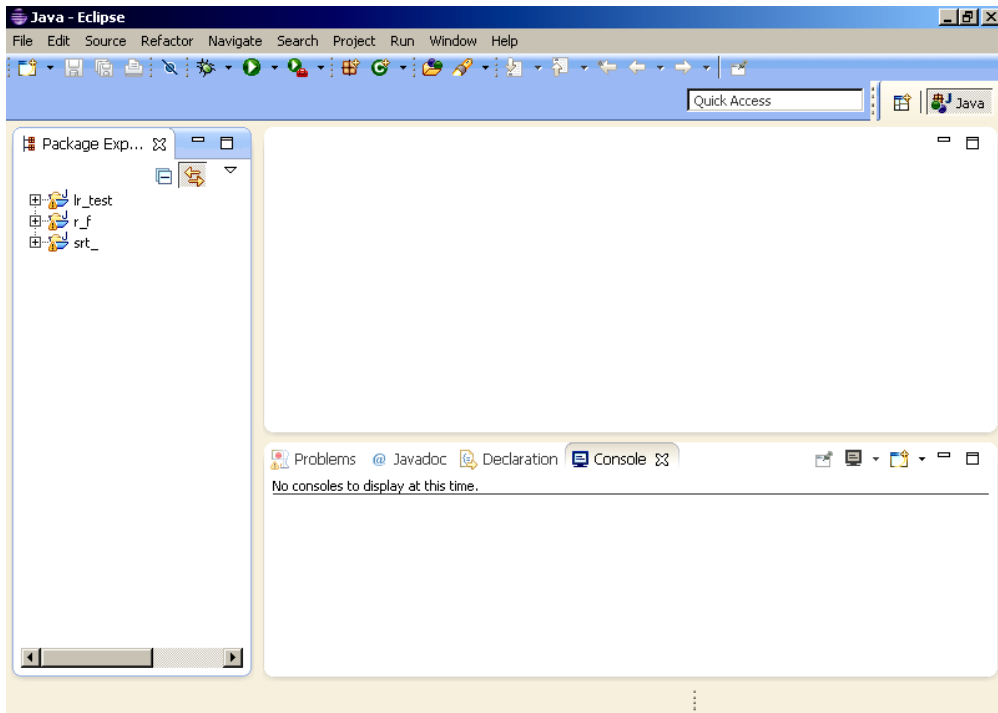 Java - Eclipse
File Edit Source Refactor Navigate Search Project Run Window Help
Quick Access
Java
Package Exp...
lr_test
r_f
srt_
Problems @ Javadoc Declaration Console
No consoles to display at this time.